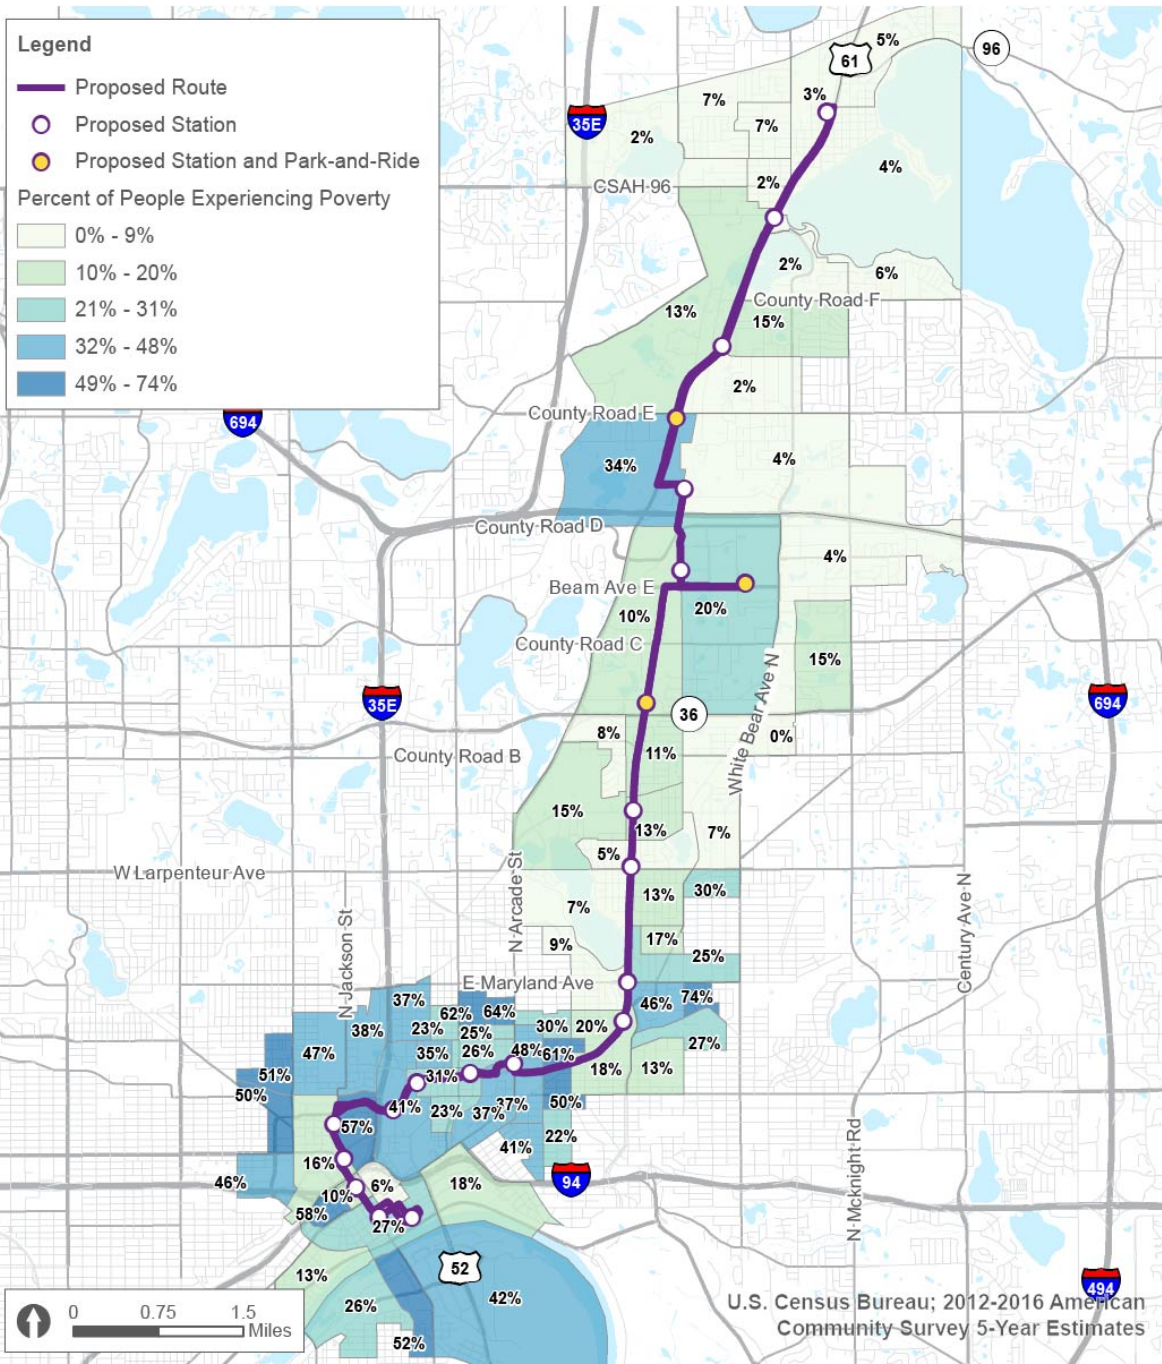 Legend
Proposed Route
Proposed Station
Proposed Station and Park-and-Ride
Percent of People Experiencing Poverty
0% - 9%
10% - 20%
21% - 31%
32% - 48%
49% - 74%
5%
96
61
7%
3%
35E
7%
2%
4%
CSAH 96
2%
2%
6%
County Road F
13%
15%
2%
County Road E
694
4%
34%
County Road D
4%
Beam Ave E
20%
10%
County Road C
15%
35E
694
36
8%
0%
11%
County Road B
White Bear Ave N
15%
13%
7%
5%
W Larpenteur Ave
N Arcade St
Century Ave N
30%
13%
7%
N Jackson St
17%
9%
25%
E Maryland Ave
37%
46%
74%
62%
64%
38%
23%
25%
30%
20%
27%
47%
35%
26%
48%
61%
51%
31%
18%
13%
50%
41%
23%
37%
37%
50%
57%
22%
41%
N Mcknight Rd
16%
46%
10%
6%
18%
94
58%
27%
52
13%
42%
26%
52%
494
0 0.75 1.5
Miles
U.S. Census Bureau; 2012-2016 American
Community Survey 5-Year Estimates